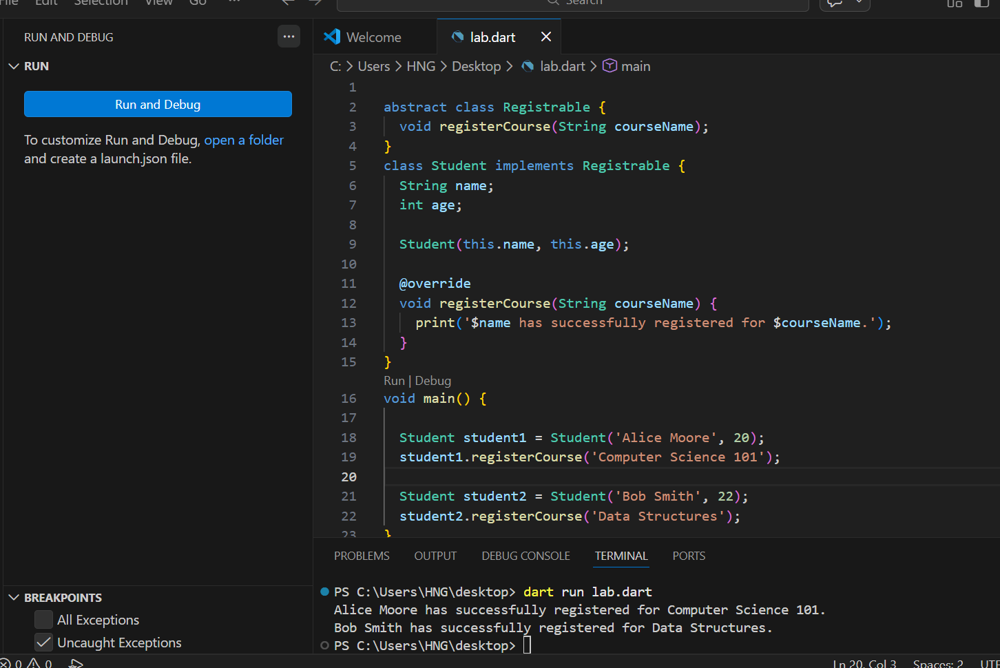 File Edit Selection View Go ··· Search
RUN AND DEBUG ···
RUN
Run and Debug
To customize Run and Debug, open a folder
and create a launch.json file.
BREAKPOINTS
All Exceptions
Uncaught Exceptions
Welcome lab.dart
C: > Users > HNG > Desktop > lab.dart > main
1
2 abstract class Registrable {
3 void registerCourse(String courseName);
4 }
5 class Student implements Registrable {
6 String name;
7 int age;
8
9 Student(this.name, this.age);
10
11 @override
12 void registerCourse(String courseName) {
13 print('$name has successfully registered for $courseName.');
14 }
15 }
Run | Debug
16 void main() {
17
18 Student student1 = Student('Alice Moore', 20);
19 student1.registerCourse('Computer Science 101');
20
21 Student student2 = Student('Bob Smith', 22);
22 student2.registerCourse('Data Structures');
23 }
PROBLEMS OUTPUT DEBUG CONSOLE TERMINAL PORTS
PS C:\Users\HNG\desktop> dart run lab.dart
Alice Moore has successfully registered for Computer Science 101.
Bob Smith has successfully registered for Data Structures.
PS C:\Users\HNG\desktop>
0 0 Ln 20, Col 3 Spaces: 2 UTF